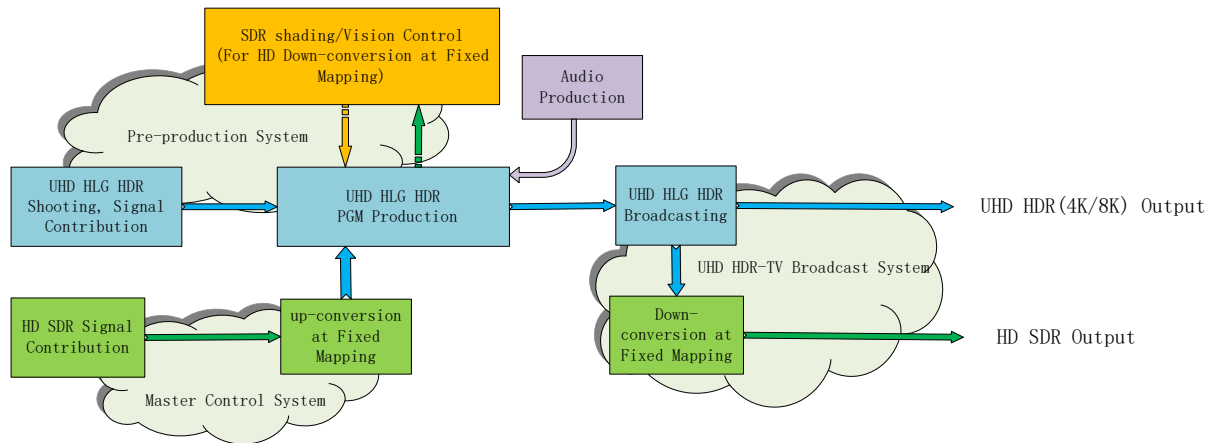 SDR shading/Vision Control
(For HD Down-conversion at Fixed
Mapping)
Audio
Production
Pre-production System
UHD HLG HDR
Shooting, Signal
Contribution
UHD HLG HDR
PGM Production
UHD HLG HDR
Broadcasting
UHD HDR(4K/8K) Output
UHD HDR-TV Broadcast System
HD SDR Signal
Contribution
up-conversion
at Fixed
Mapping
Down-
conversion at
Fixed Mapping
HD SDR Output
Master Control System